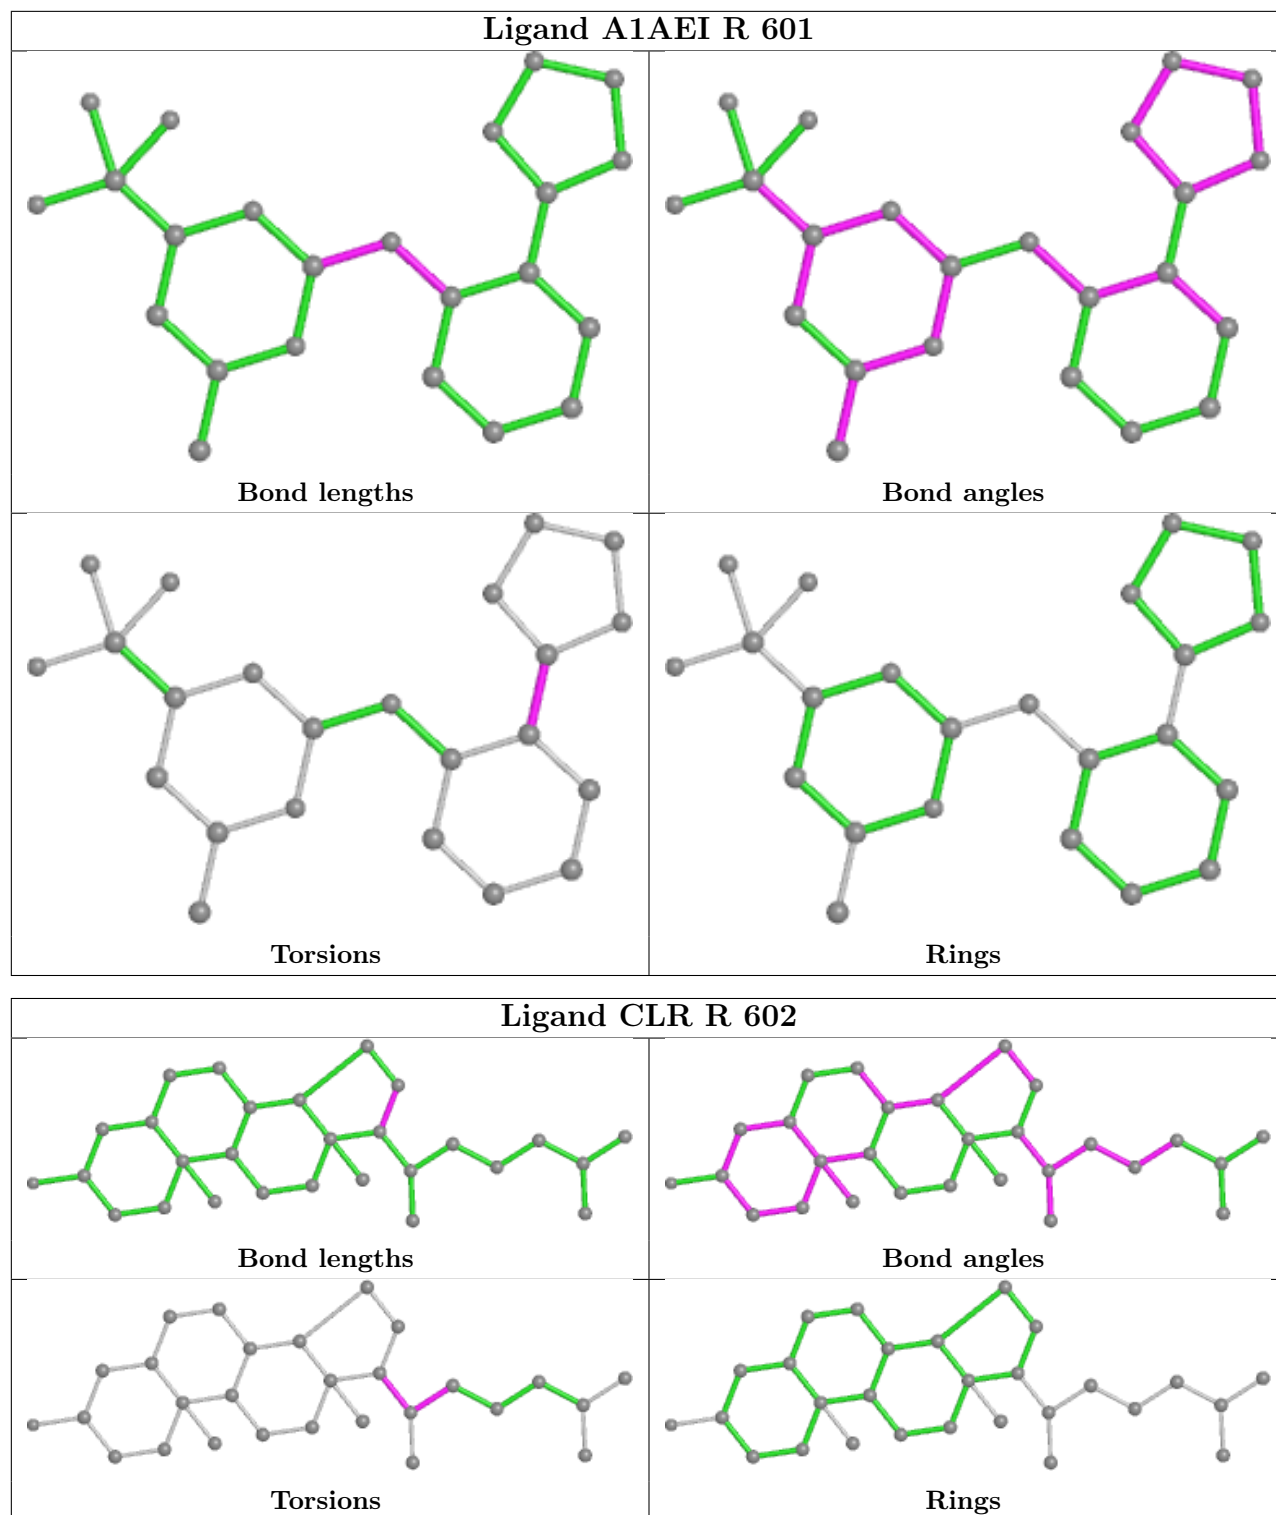 Ligand A1AEI R 601
Bond lengths
Bond angles
Torsions
Rings
Ligand CLR R 602
Bond lengths
Bond angles
Torsions
Rings